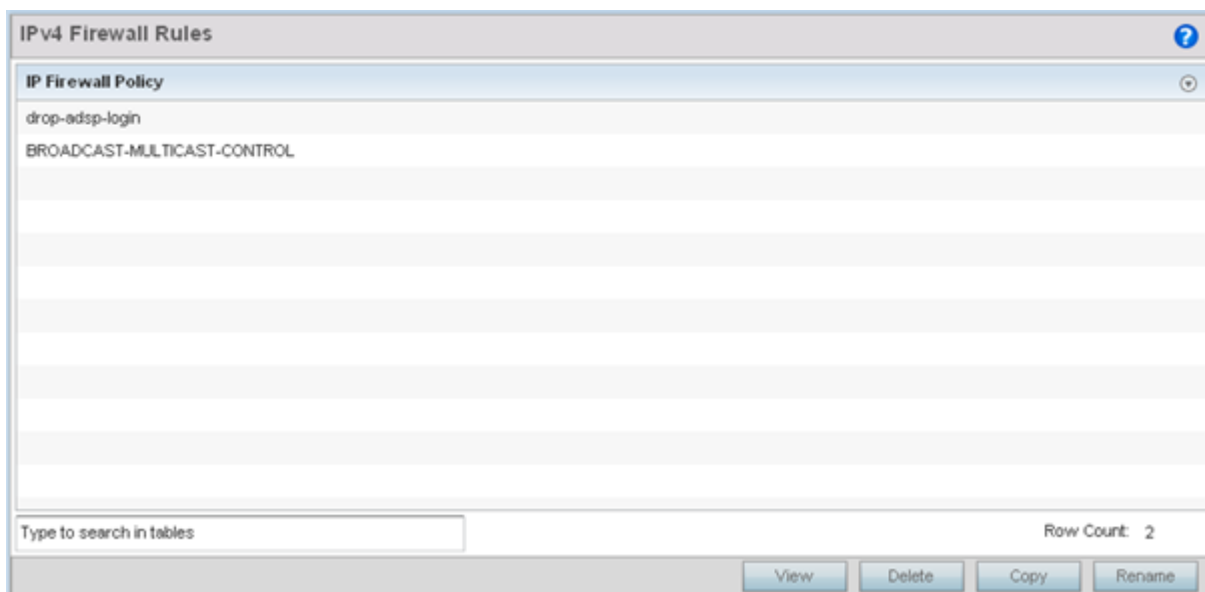 IPv4 Firewall Rules
?
IP Firewall Policy
drop-adsp-login
BROADCAST-MULTICAST-CONTROL
Type to search in tables
Row Count: 2
View Delete Copy Rename